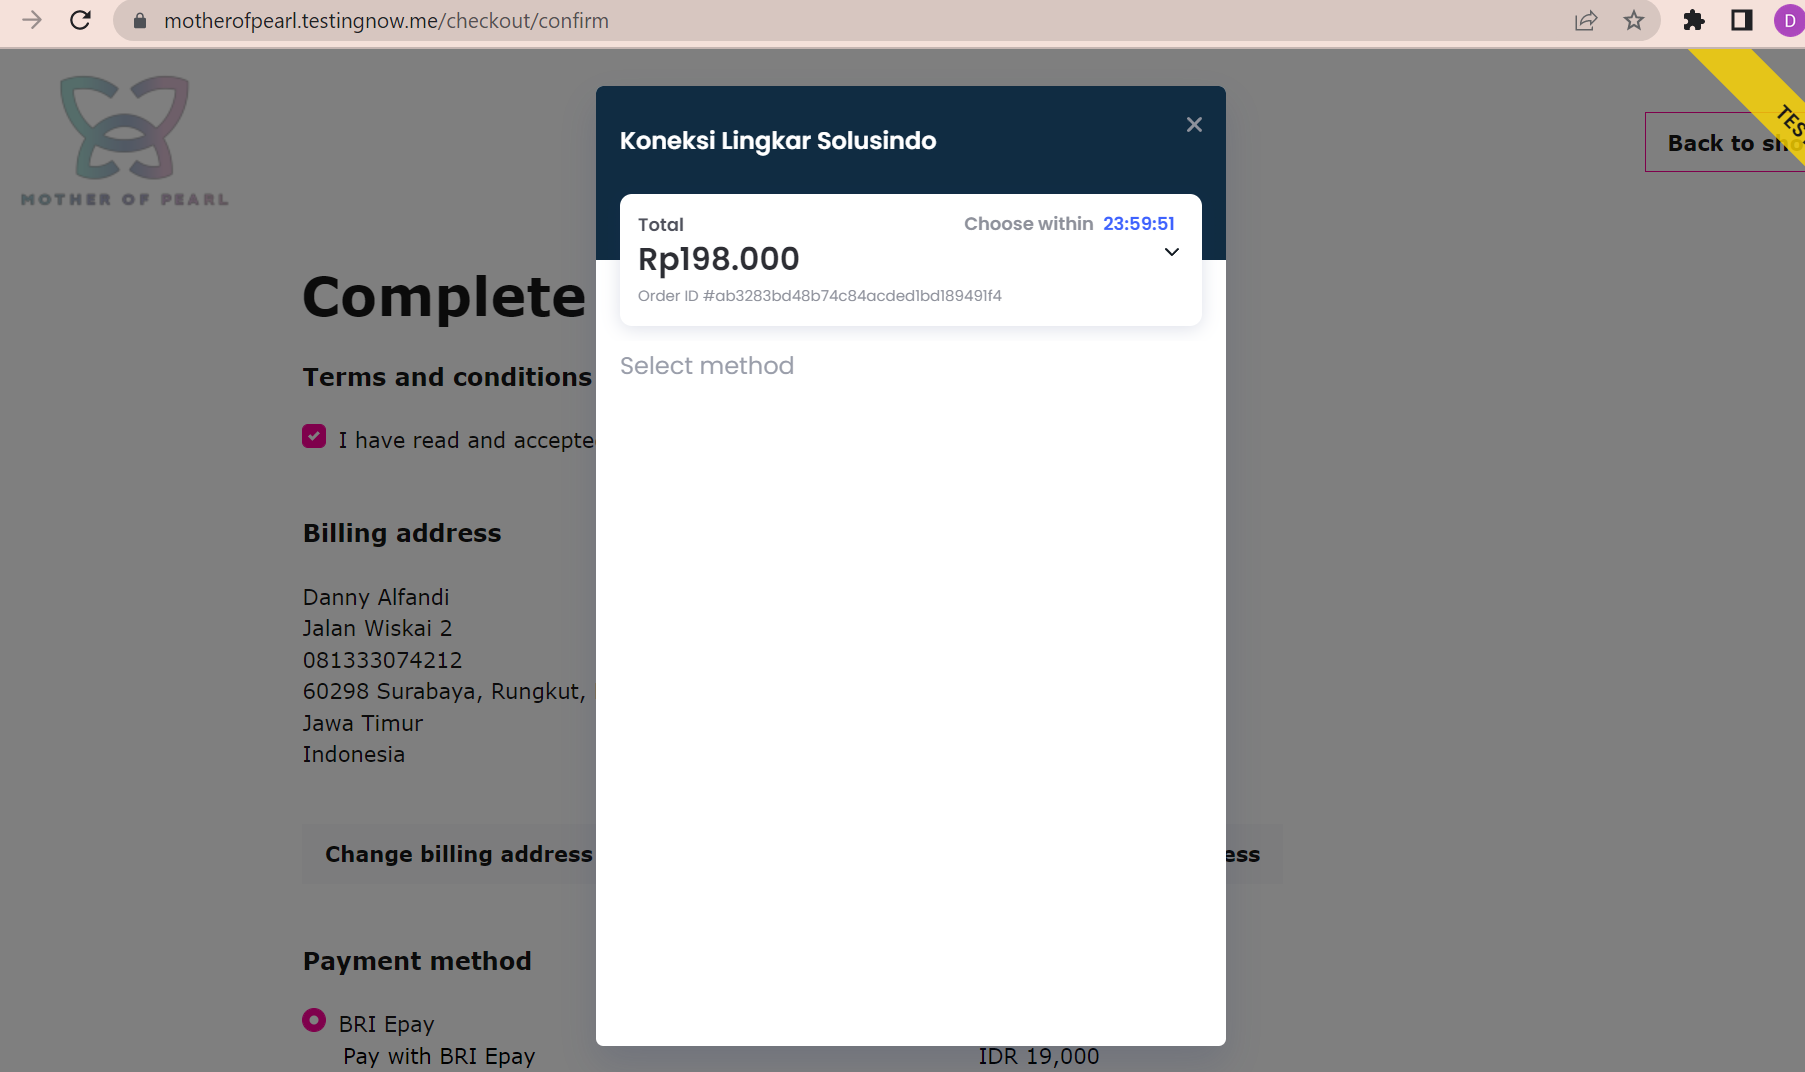 motherofpearl.testingnow.me/checkout/confirm
D
MOTHER OF PEARL
TES
Back to sho
Koneksi Lingkar Solusindo
Total
Choose within 23:59:51
Rp198.000
Order ID #ab3283bd48b74c84acded1bd189491f4
Select method
Complete
Terms and conditions
I have read and accepte
Billing address
Danny Alfandi
Jalan Wiskai 2
081333074212
60298 Surabaya, Rungkut,
Jawa Timur
Indonesia
Change billing address
ess
Payment method
BRI Epay
Pay with BRI Epay
IDR 19,000